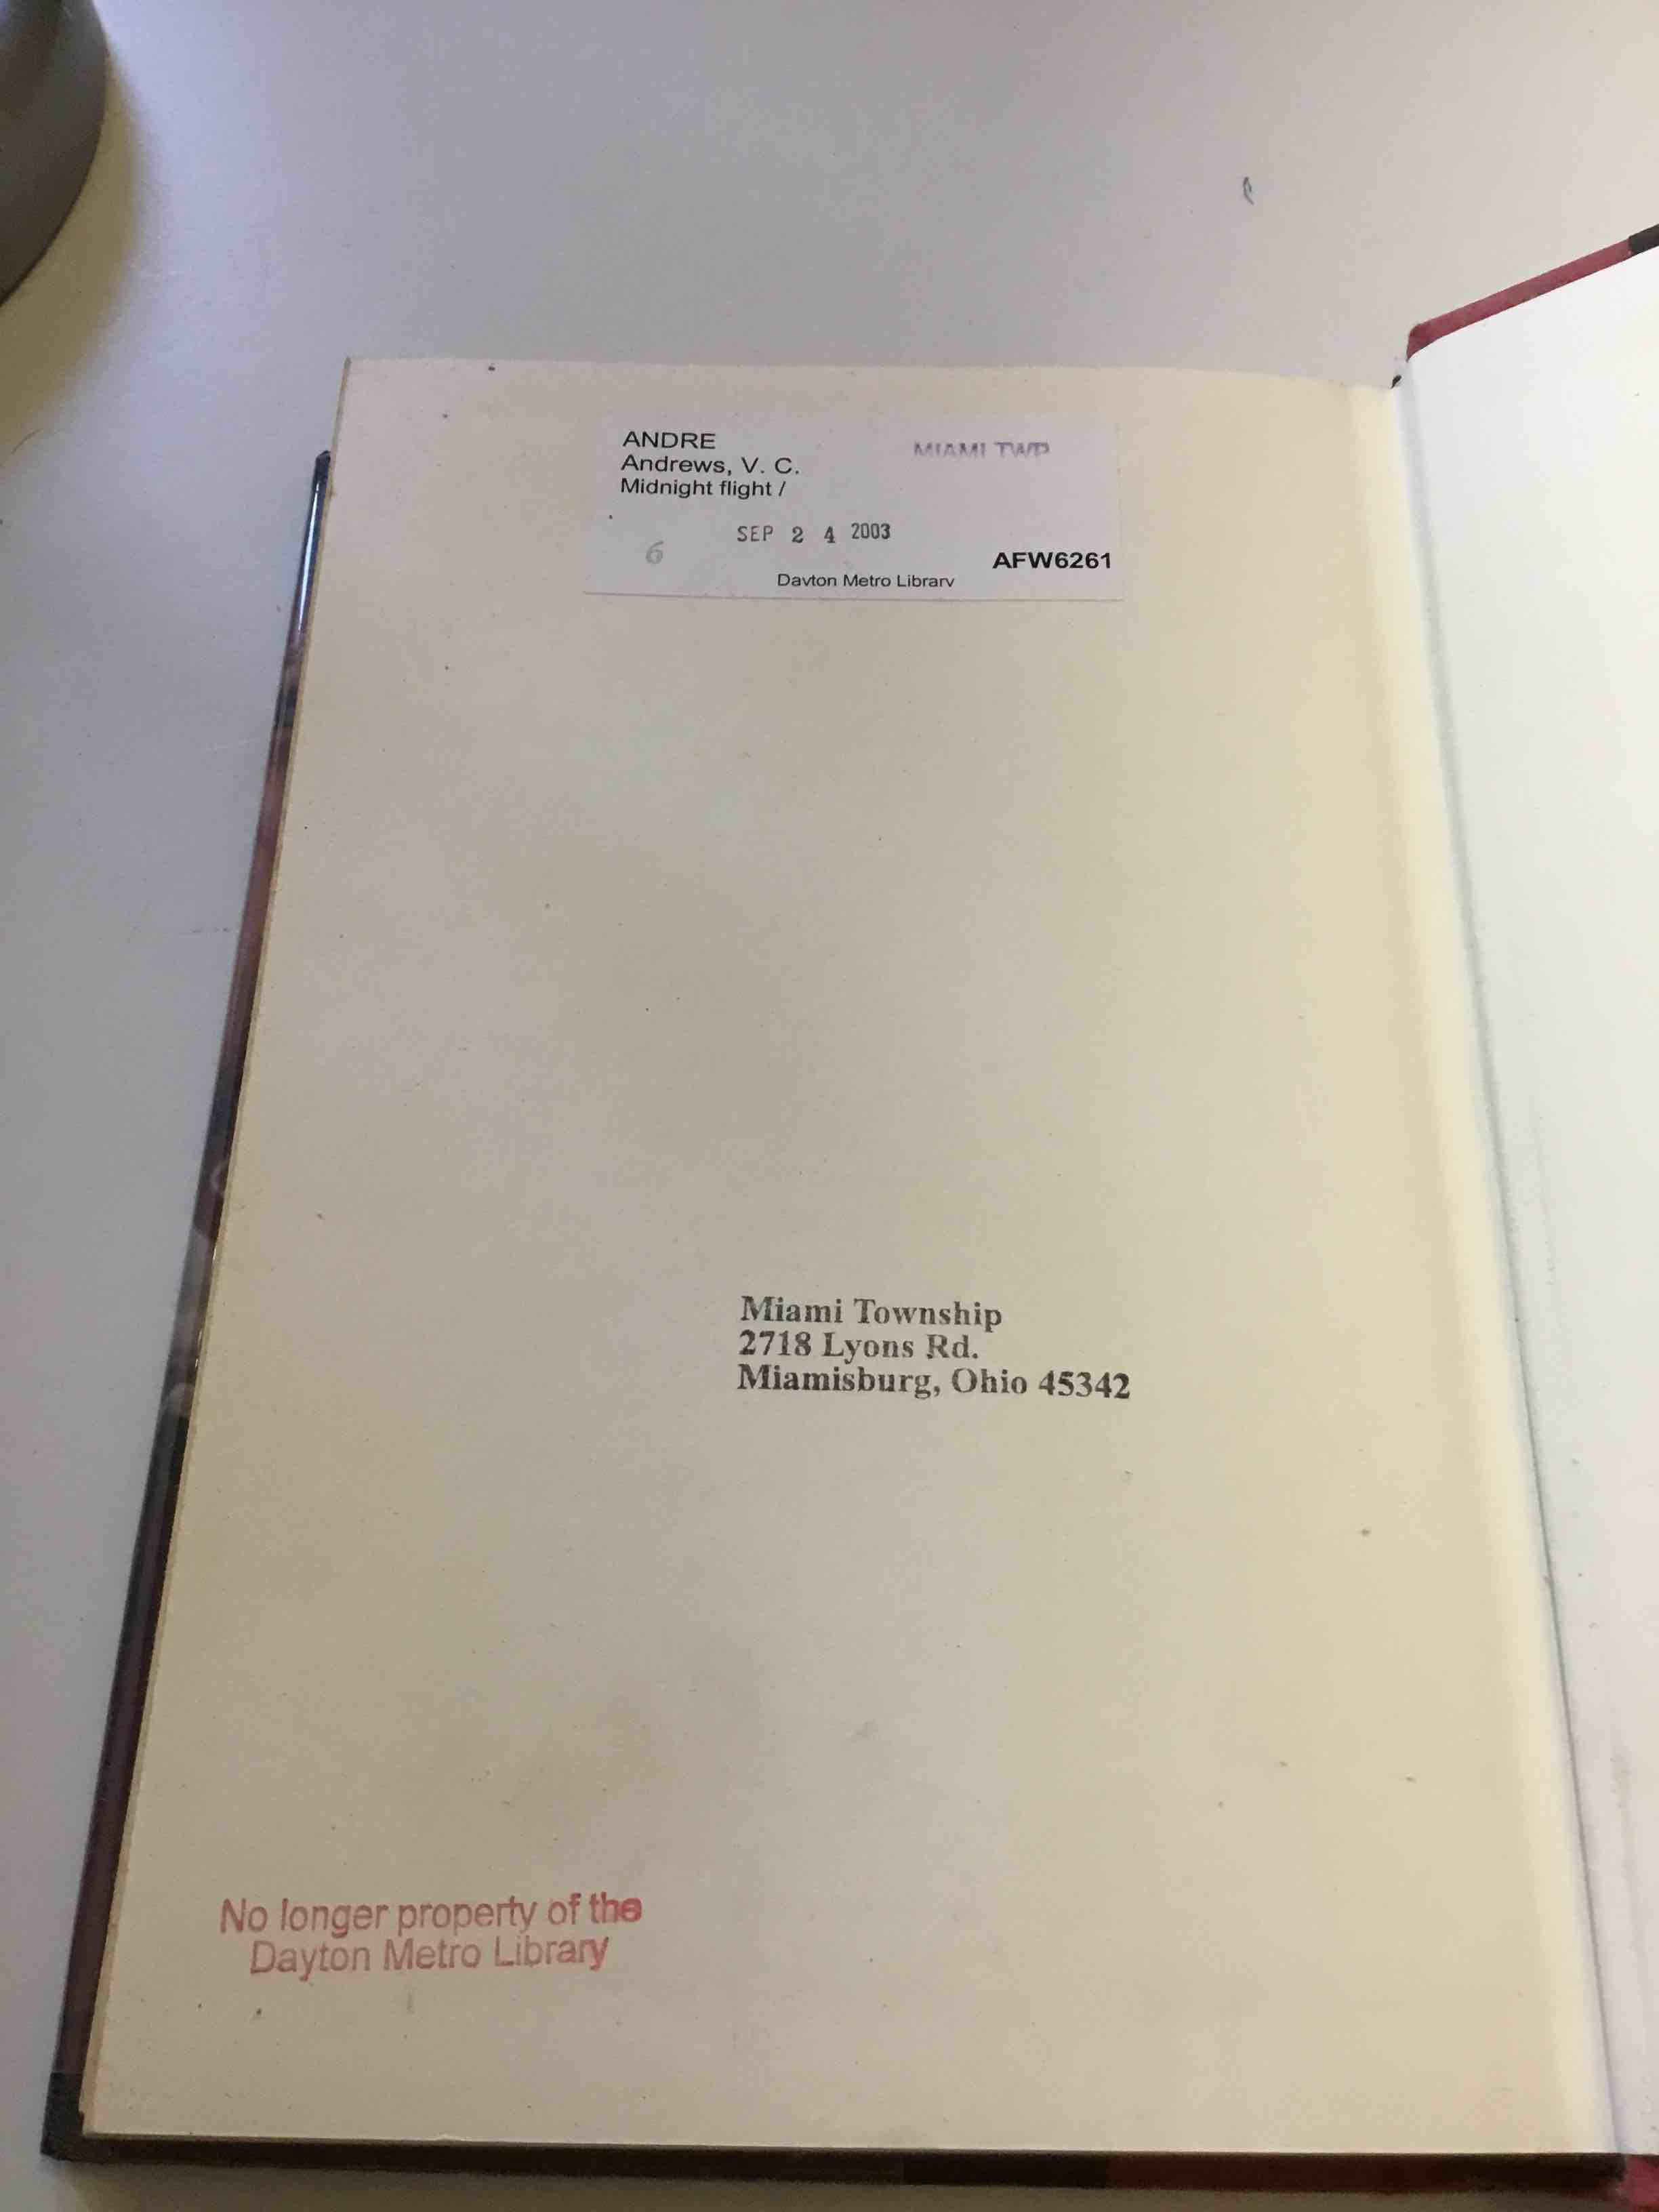 ANDRE
Andrews, V. C.
Midnight flight /
MIAMI TWP
SEP 2 4 2003
6
AFW6261
Dayton Metro Library
Miami Township
2718 Lyons Rd.
Miamisburg, Ohio 45342
No longer property of the
Dayton Metro Library